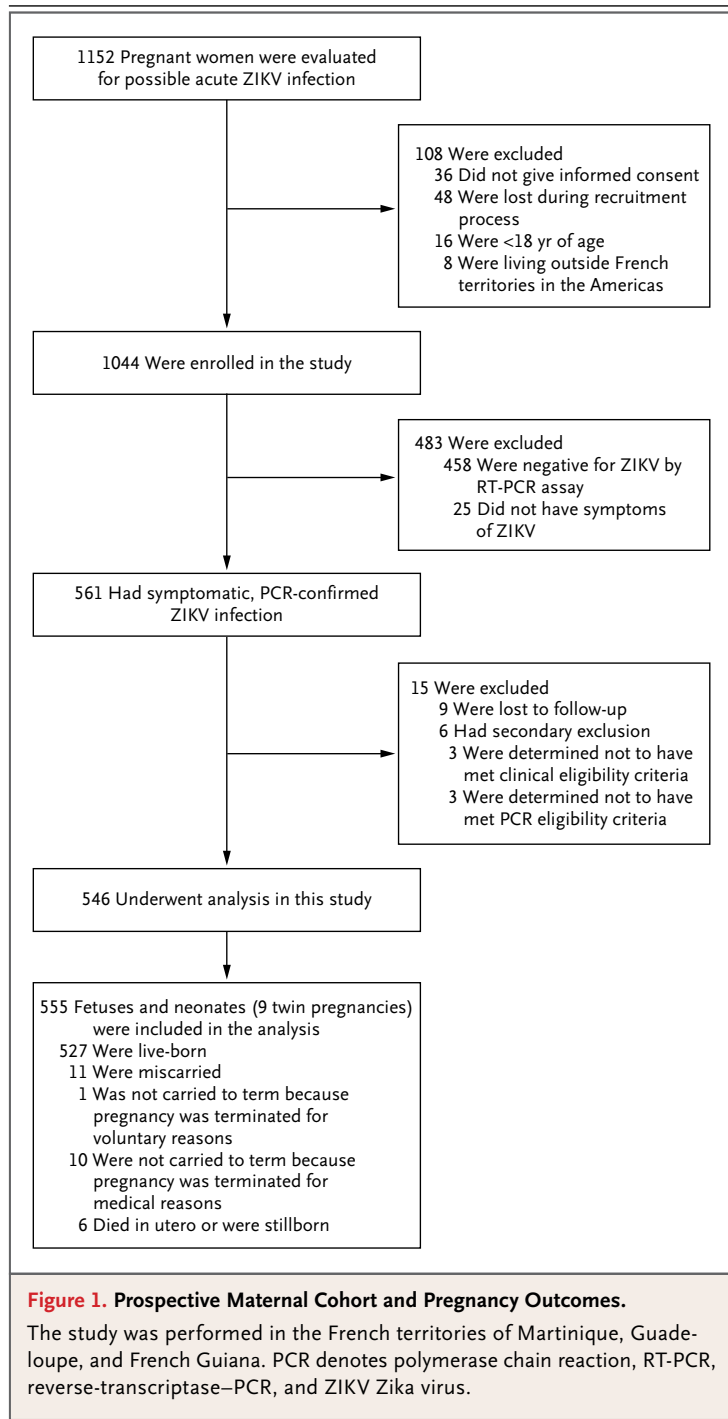 1152 Pregnant women were evaluated
for possible acute ZIKV infection
108 Were excluded
36 Did not give informed consent
48 Were lost during recruitment
process
16 Were <18 yr of age
8 Were living outside French
territories in the Americas
1044 Were enrolled in the study
483 Were excluded
458 Were negative for ZIKV by
RT-PCR assay
25 Did not have symptoms
of ZIKV
561 Had symptomatic, PCR-confirmed
ZIKV infection
15 Were excluded
9 Were lost to follow-up
6 Had secondary exclusion
3 Were determined not to have
met clinical eligibility criteria
3 Were determined not to have
met PCR eligibility criteria
546 Underwent analysis in this study
555 Fetuses and neonates (9 twin pregnancies)
were included in the analysis
527 Were live-born
11 Were miscarried
1 Was not carried to term because
pregnancy was terminated for
voluntary reasons
10 Were not carried to term because
pregnancy was terminated for
medical reasons
6 Died in utero or were stillborn
Figure 1. Prospective Maternal Cohort and Pregnancy Outcomes.
The study was performed in the French territories of Martinique, Guade-
loupe, and French Guiana. PCR denotes polymerase chain reaction, RT-PCR,
reverse-transcriptase–PCR, and ZIKV Zika virus.